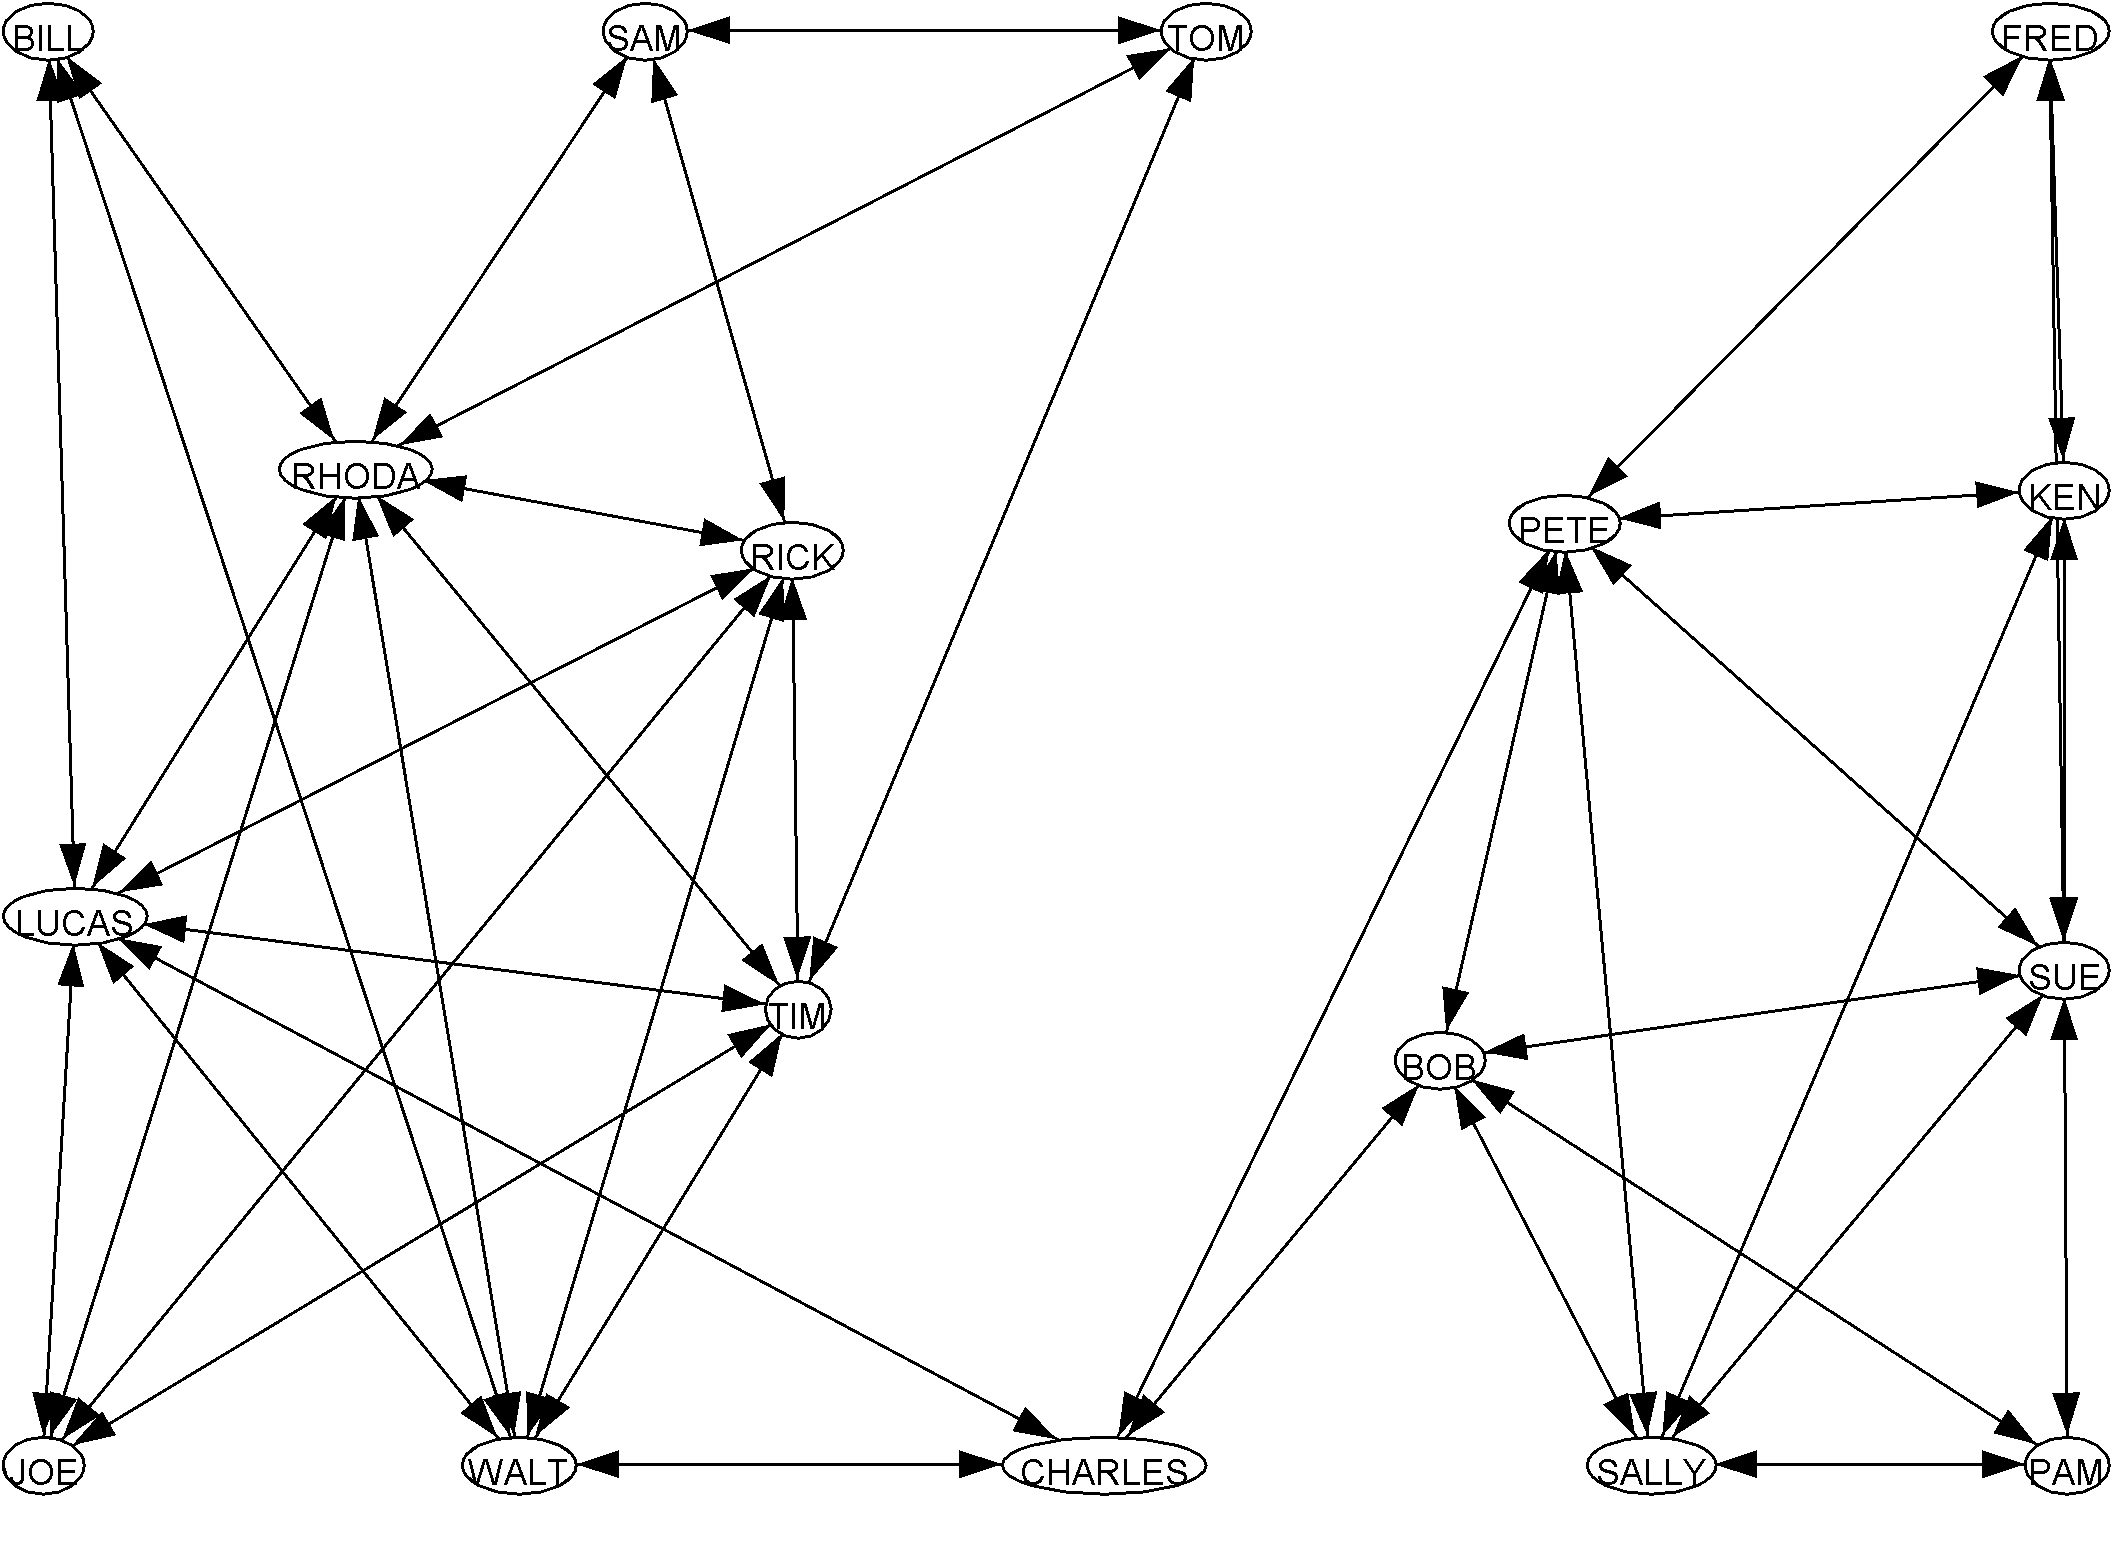 BILL
SAM
TOM
FRED
RHODA
KEN
PETE
RICK
LUCAS
SUE
TIM
BOB
JOE
WALT
CHARLES
SALLY
PAM